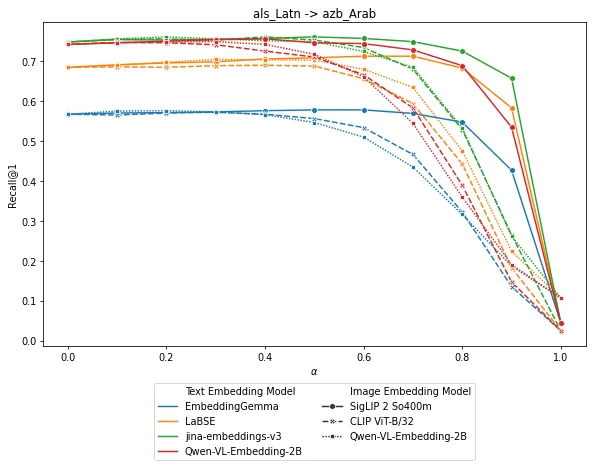 als_Latn -> azb_Arab
Recall@1
0.7
0.6
0.5
0.4
0.3
0.2
0.1
0.0
0.0 0.2 0.4 0.6 0.8 1.0
α
Text Embedding Model Image Embedding Model
EmbeddingGemma SigLIP 2 So400m
LaBSE CLIP ViT-B/32
jina-embeddings-v3 Qwen-VL-Embedding-2B
Qwen-VL-Embedding-2B